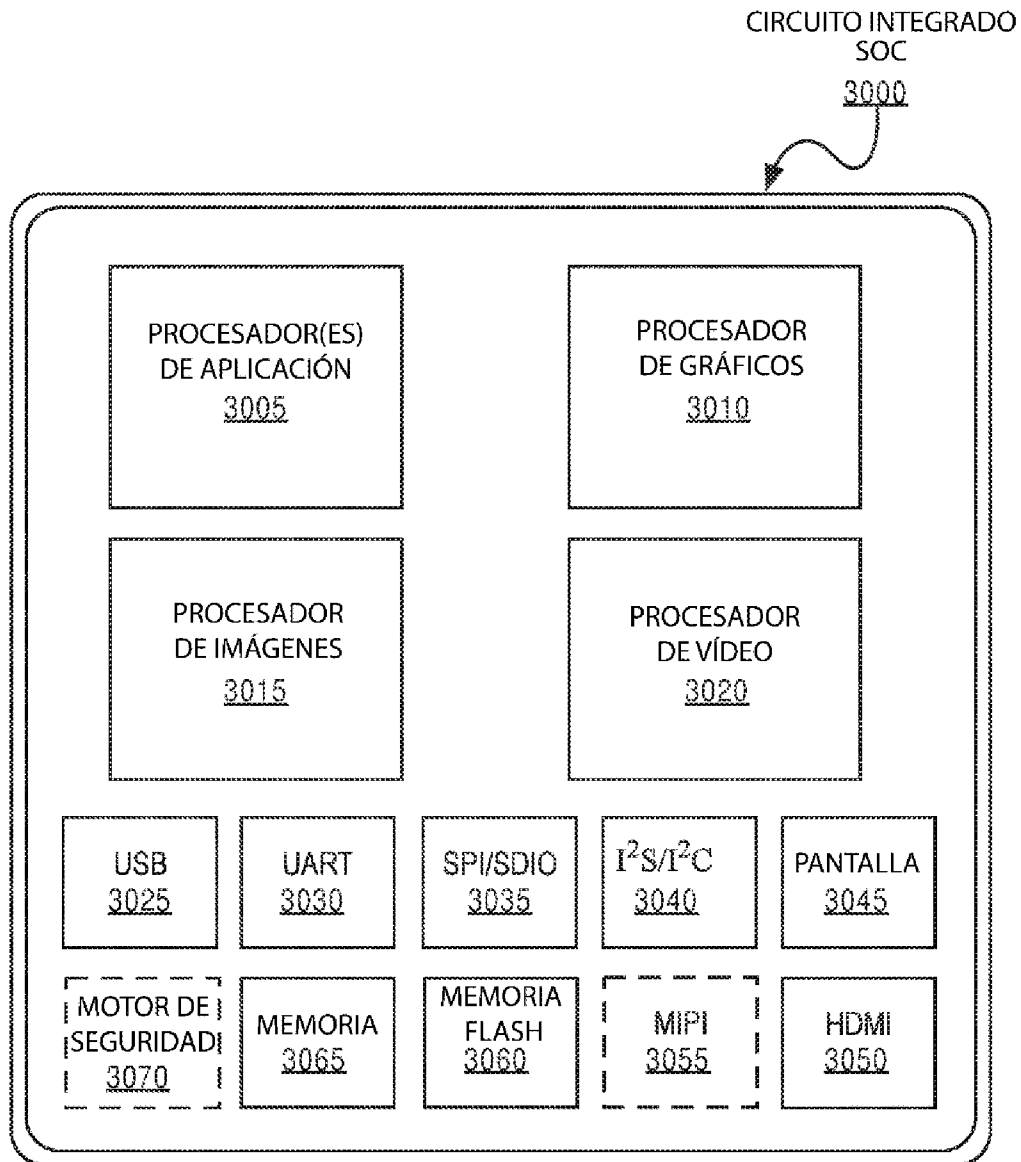 CIRCUITO INTEGRADO
SOC
3000
PROCESADOR(ES)
DE APLICACIÓN
3005
PROCESADOR
DE GRÁFICOS
3010
PROCESADOR
DE IMÁGENES
3015
PROCESADOR
DE VÍDEO
3020
USB
3025
UART
3030
SPI/SDIO
3035
I²S/I²C
3040
PANTALLA
3045
MOTOR DE
SEGURIDAD
3070
MEMORIA
3065
MEMORIA
FLASH
3060
MIPI
3055
HDMI
3050